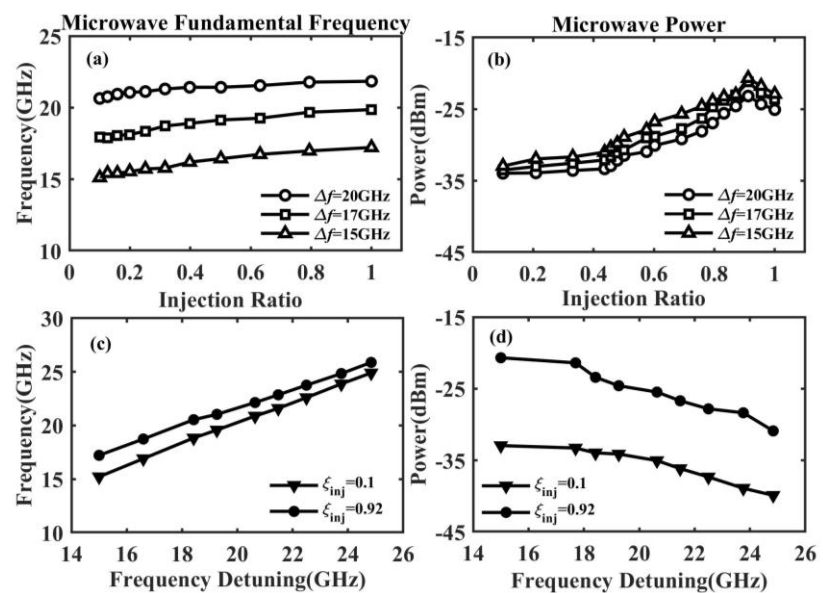 Microwave Fundamental Frequency
Microwave Power
(a)
25
20
15
10
Frequency(GHz)
0 0.2 0.4 0.6 0.8 1
Injection Ratio
Δf=20GHz
Δf=17GHz
Δf=15GHz
(b)
-15
-25
-35
-45
Power(dBm)
0 0.2 0.4 0.6 0.8 1
Injection Ratio
Δf=20GHz
Δf=17GHz
Δf=15GHz
(c)
30
25
20
15
10
Frequency(GHz)
14 16 18 20 22 24 26
Frequency Detuning(GHz)
ξinj=0.1
ξinj=0.92
(d)
-15
-25
-35
-45
Power(dBm)
14 16 18 20 22 24 26
Frequency Detuning(GHz)
ξinj=0.1
ξinj=0.92